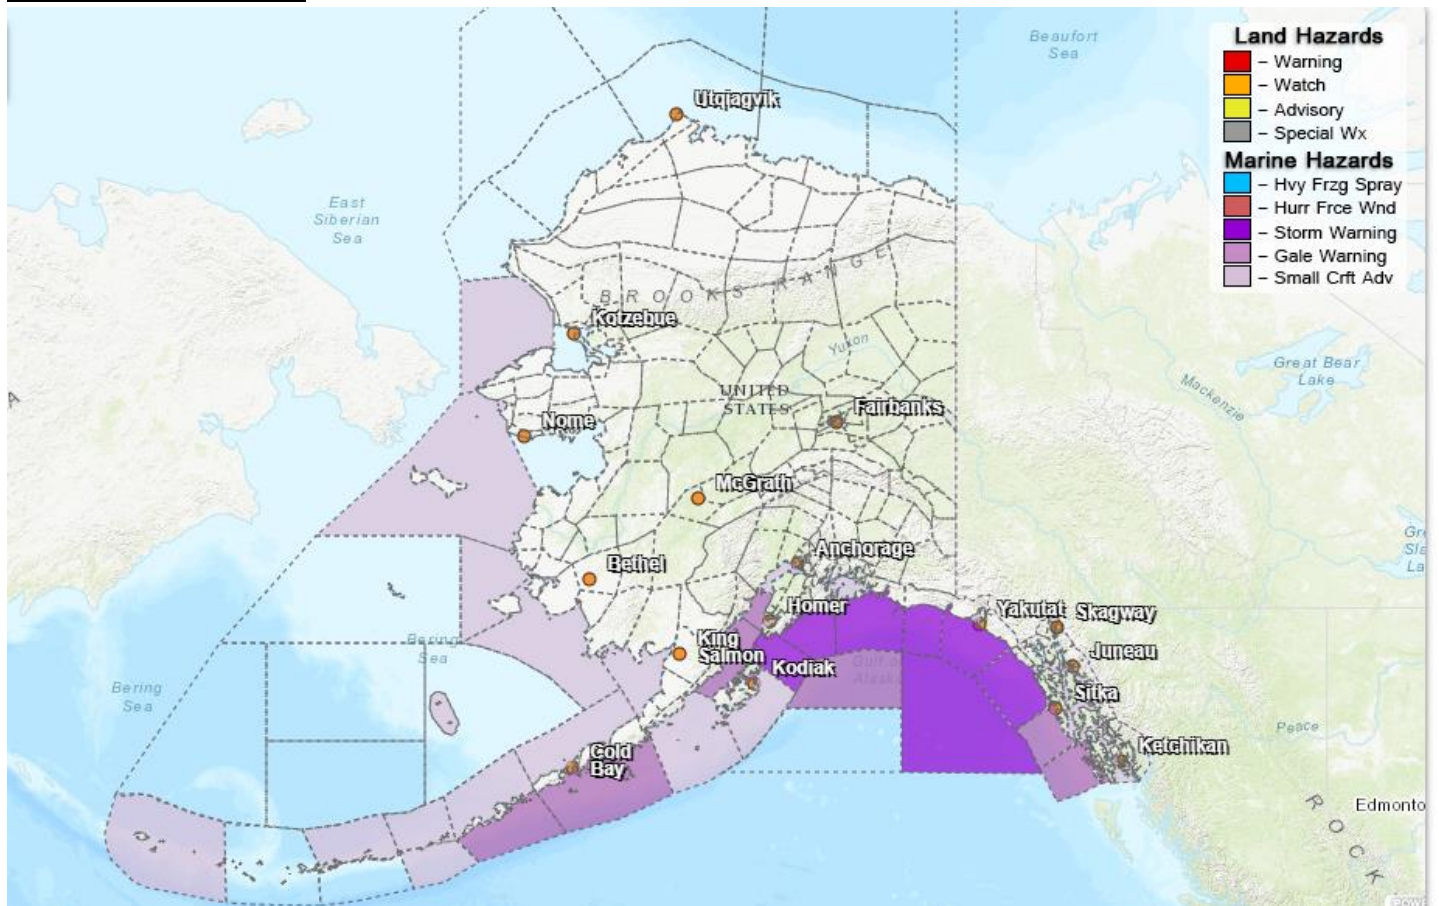 Land Hazards
– Warning
– Watch
– Advisory
– Special Wx
Marine Hazards
– Hvy Frzg Spray
– Hurr Frce Wnd
– Storm Warning
– Gale Warning
– Small Crft Adv
Beaufort
Sea
Utqiagvik
East
Siberian
Sea
BROOKS RANGE
Kotzebue
Yukon
Great Bear
Lake
Mackenzie
UNITED
STATES
Fairbanks
Nome
McGrath
Anchorage
Bethel
Homer
Yakutat
Skagway
King
Salmon
Bering
Sea
Juneau
Kodiak
Gulf of
Alaska
Bering
Sea
Sitka
Peace
Ketchikan
Cold
Bay
Edmonto
ROCK